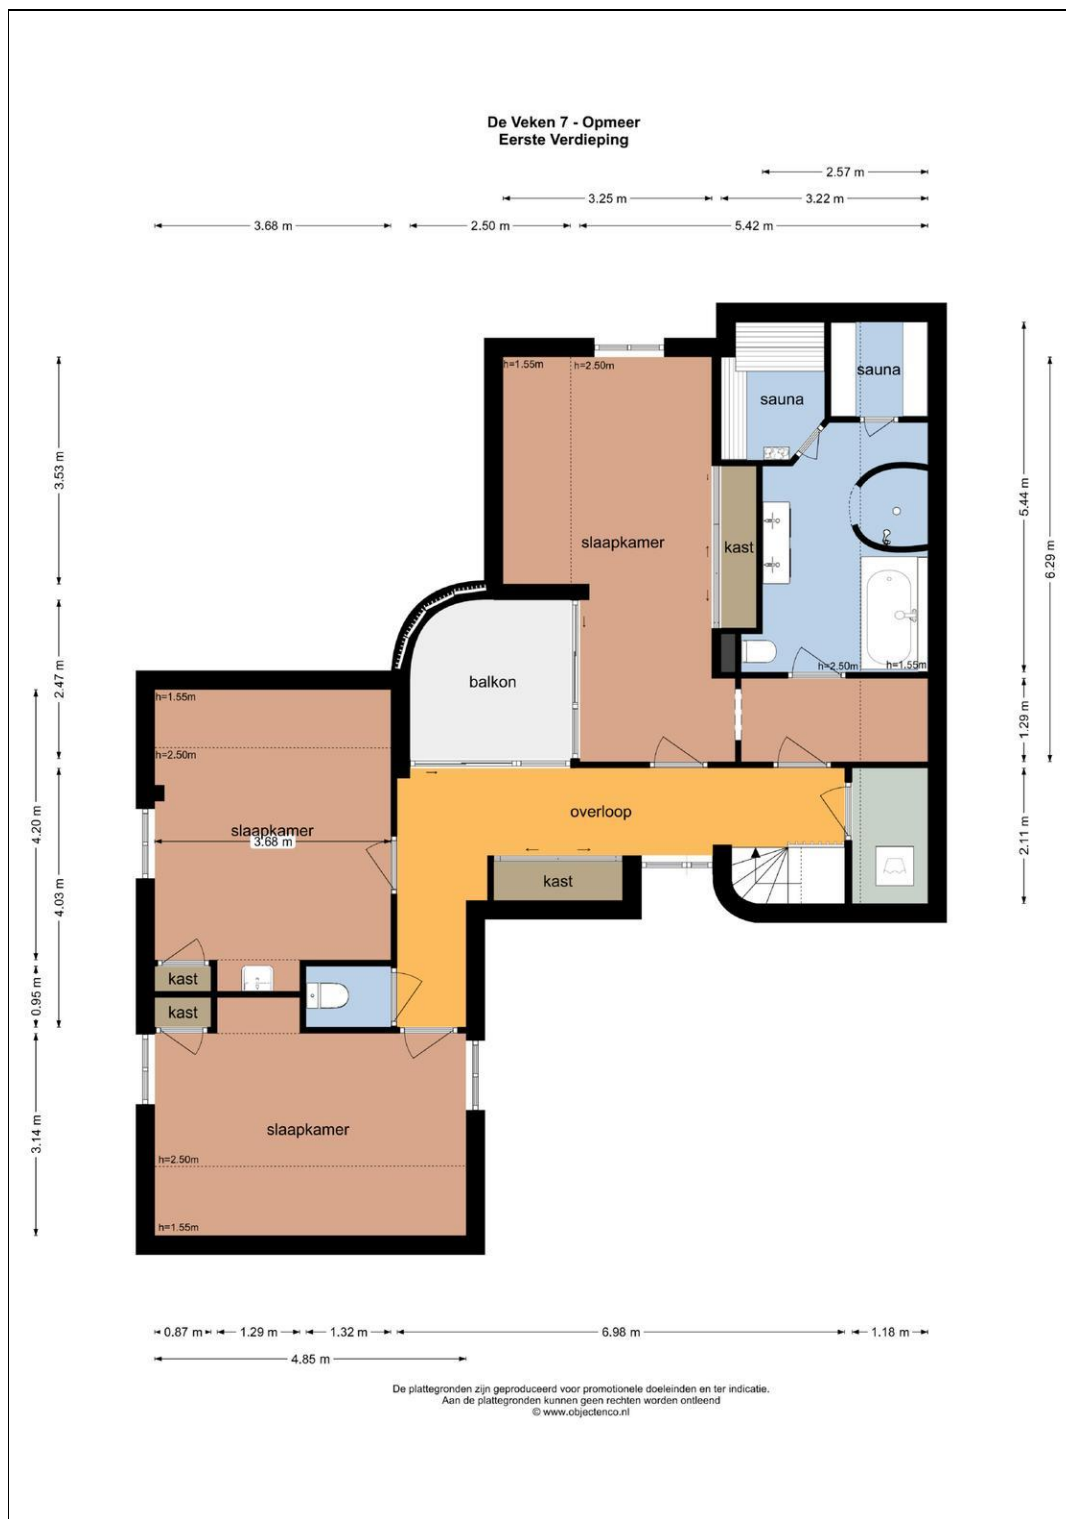 De Veken 7 - Opmeer
Eerste Verdieping
2.57 m
3.25 m
3.22 m
3.68 m
2.50 m
5.42 m
h=1.55m
h=2.50m
sauna
sauna
3.53 m
5.44 m
6.29 m
slaapkamer
kast
2.47 m
balkon
h=2.50m
h=1.55m
h=1.55m
h=2.50m
1.29 m
4.20 m
4.03 m
slaapkamer
3.68 m
overloop
2.11 m
kast
kast
0.95 m
kast
3.14 m
slaapkamer
h=2.50m
h=1.55m
0.87 m
1.29 m
1.32 m
6.98 m
1.18 m
4.85 m
De plattegronden zijn geproduceerd voor promotionele doeleinden en ter indicatie.
Aan de plattegronden kunnen geen rechten worden ontleend
© www.objectenco.nl